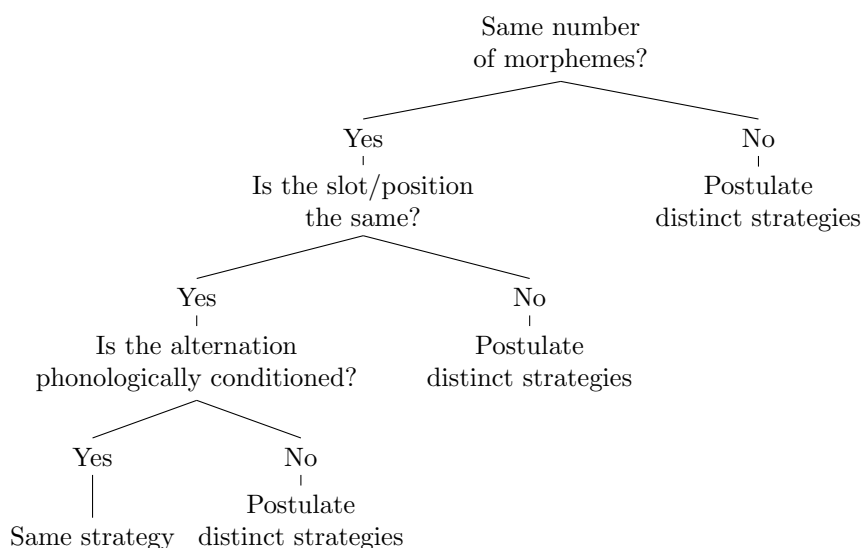 Same number
of morphemes?
Yes
No
Is the slot/position
the same?
Postulate
distinct strategies
Yes
No
Is the alternation
phonologically conditioned?
Postulate
distinct strategies
Yes
No
Same strategy
Postulate
distinct strategies